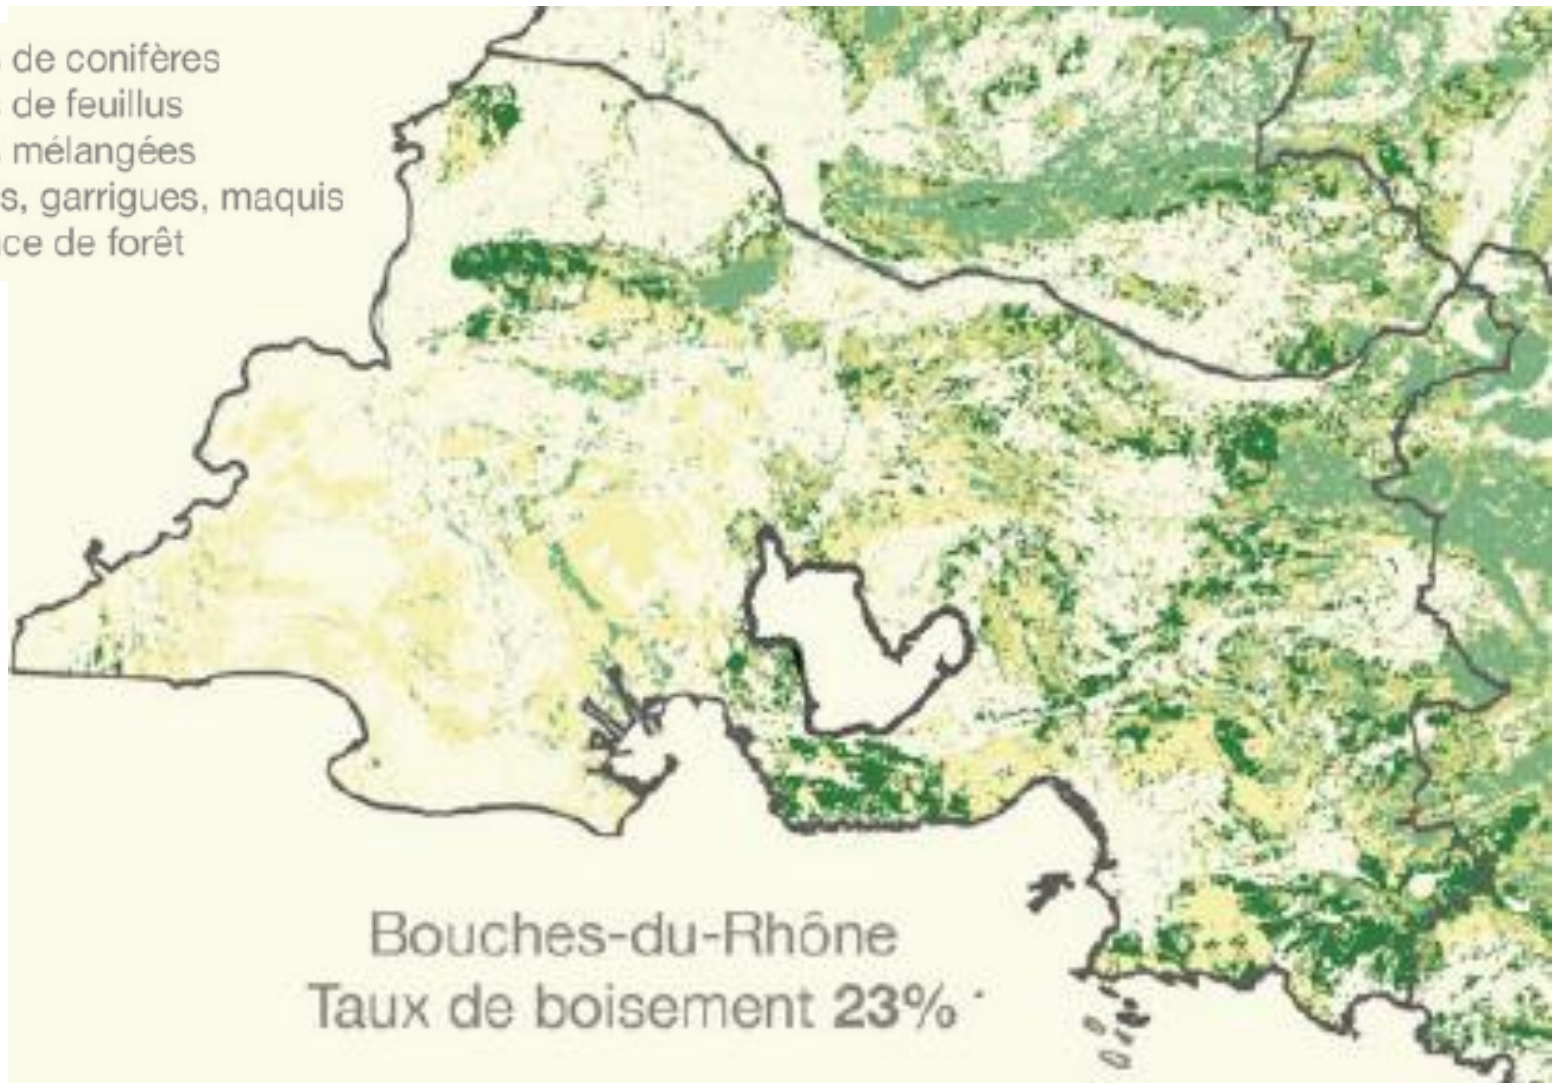 de conifères
de feuillus
mélangées
s, garrigues, maquis
ce de forêt
Bouches-du-Rhône
Taux de boisement 23%